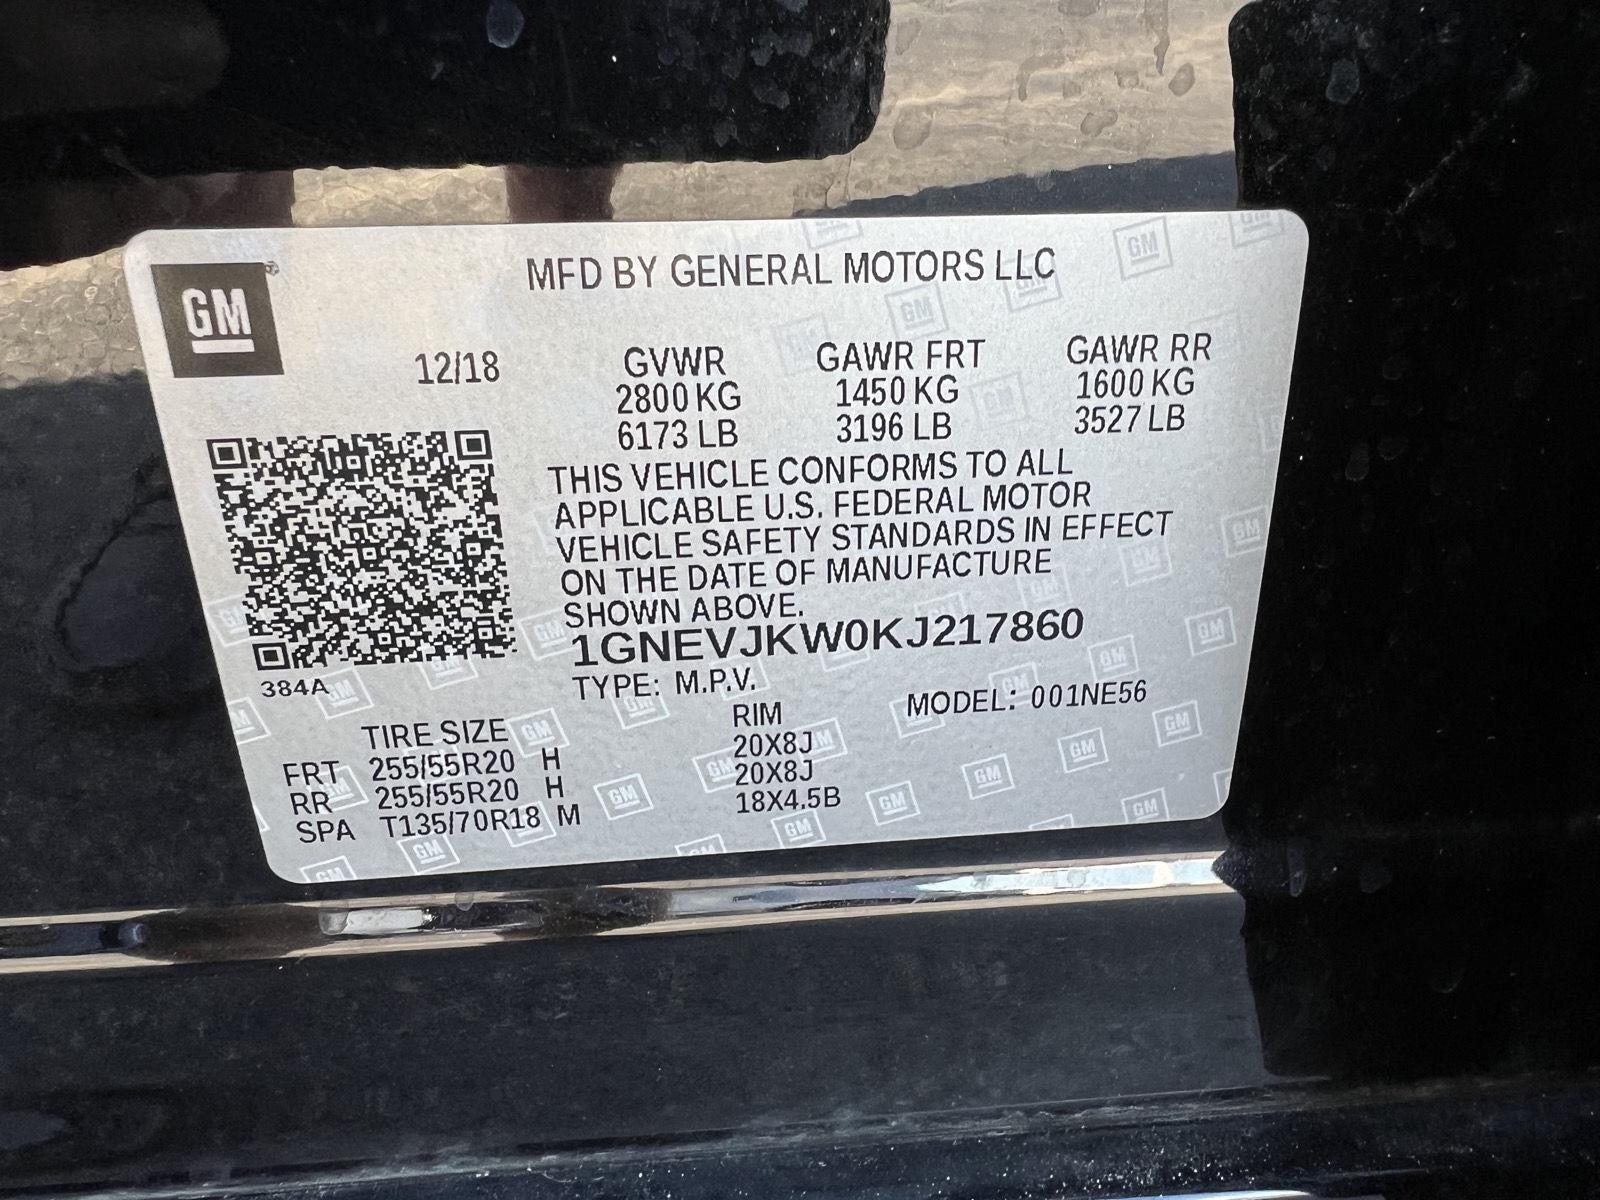 GM
MFD BY GENERAL MOTORS LLC
12/18
GVWR GAWR FRT GAWR RR
2800 KG 1450 KG 1600 KG
6173 LB 3196 LB 3527 LB
THIS VEHICLE CONFORMS TO ALL
APPLICABLE U.S. FEDERAL MOTOR
VEHICLE SAFETY STANDARDS IN EFFECT
ON THE DATE OF MANUFACTURE
SHOWN ABOVE.
1GNEVJKW0KJ217860
384A
TYPE: M.P.V. MODEL: 001NE56
TIRE SIZE RIM
FRT 255/55R20 H 20X8J
RR 255/55R20 H 20X8J
SPA T135/70R18 M 18X4.5B